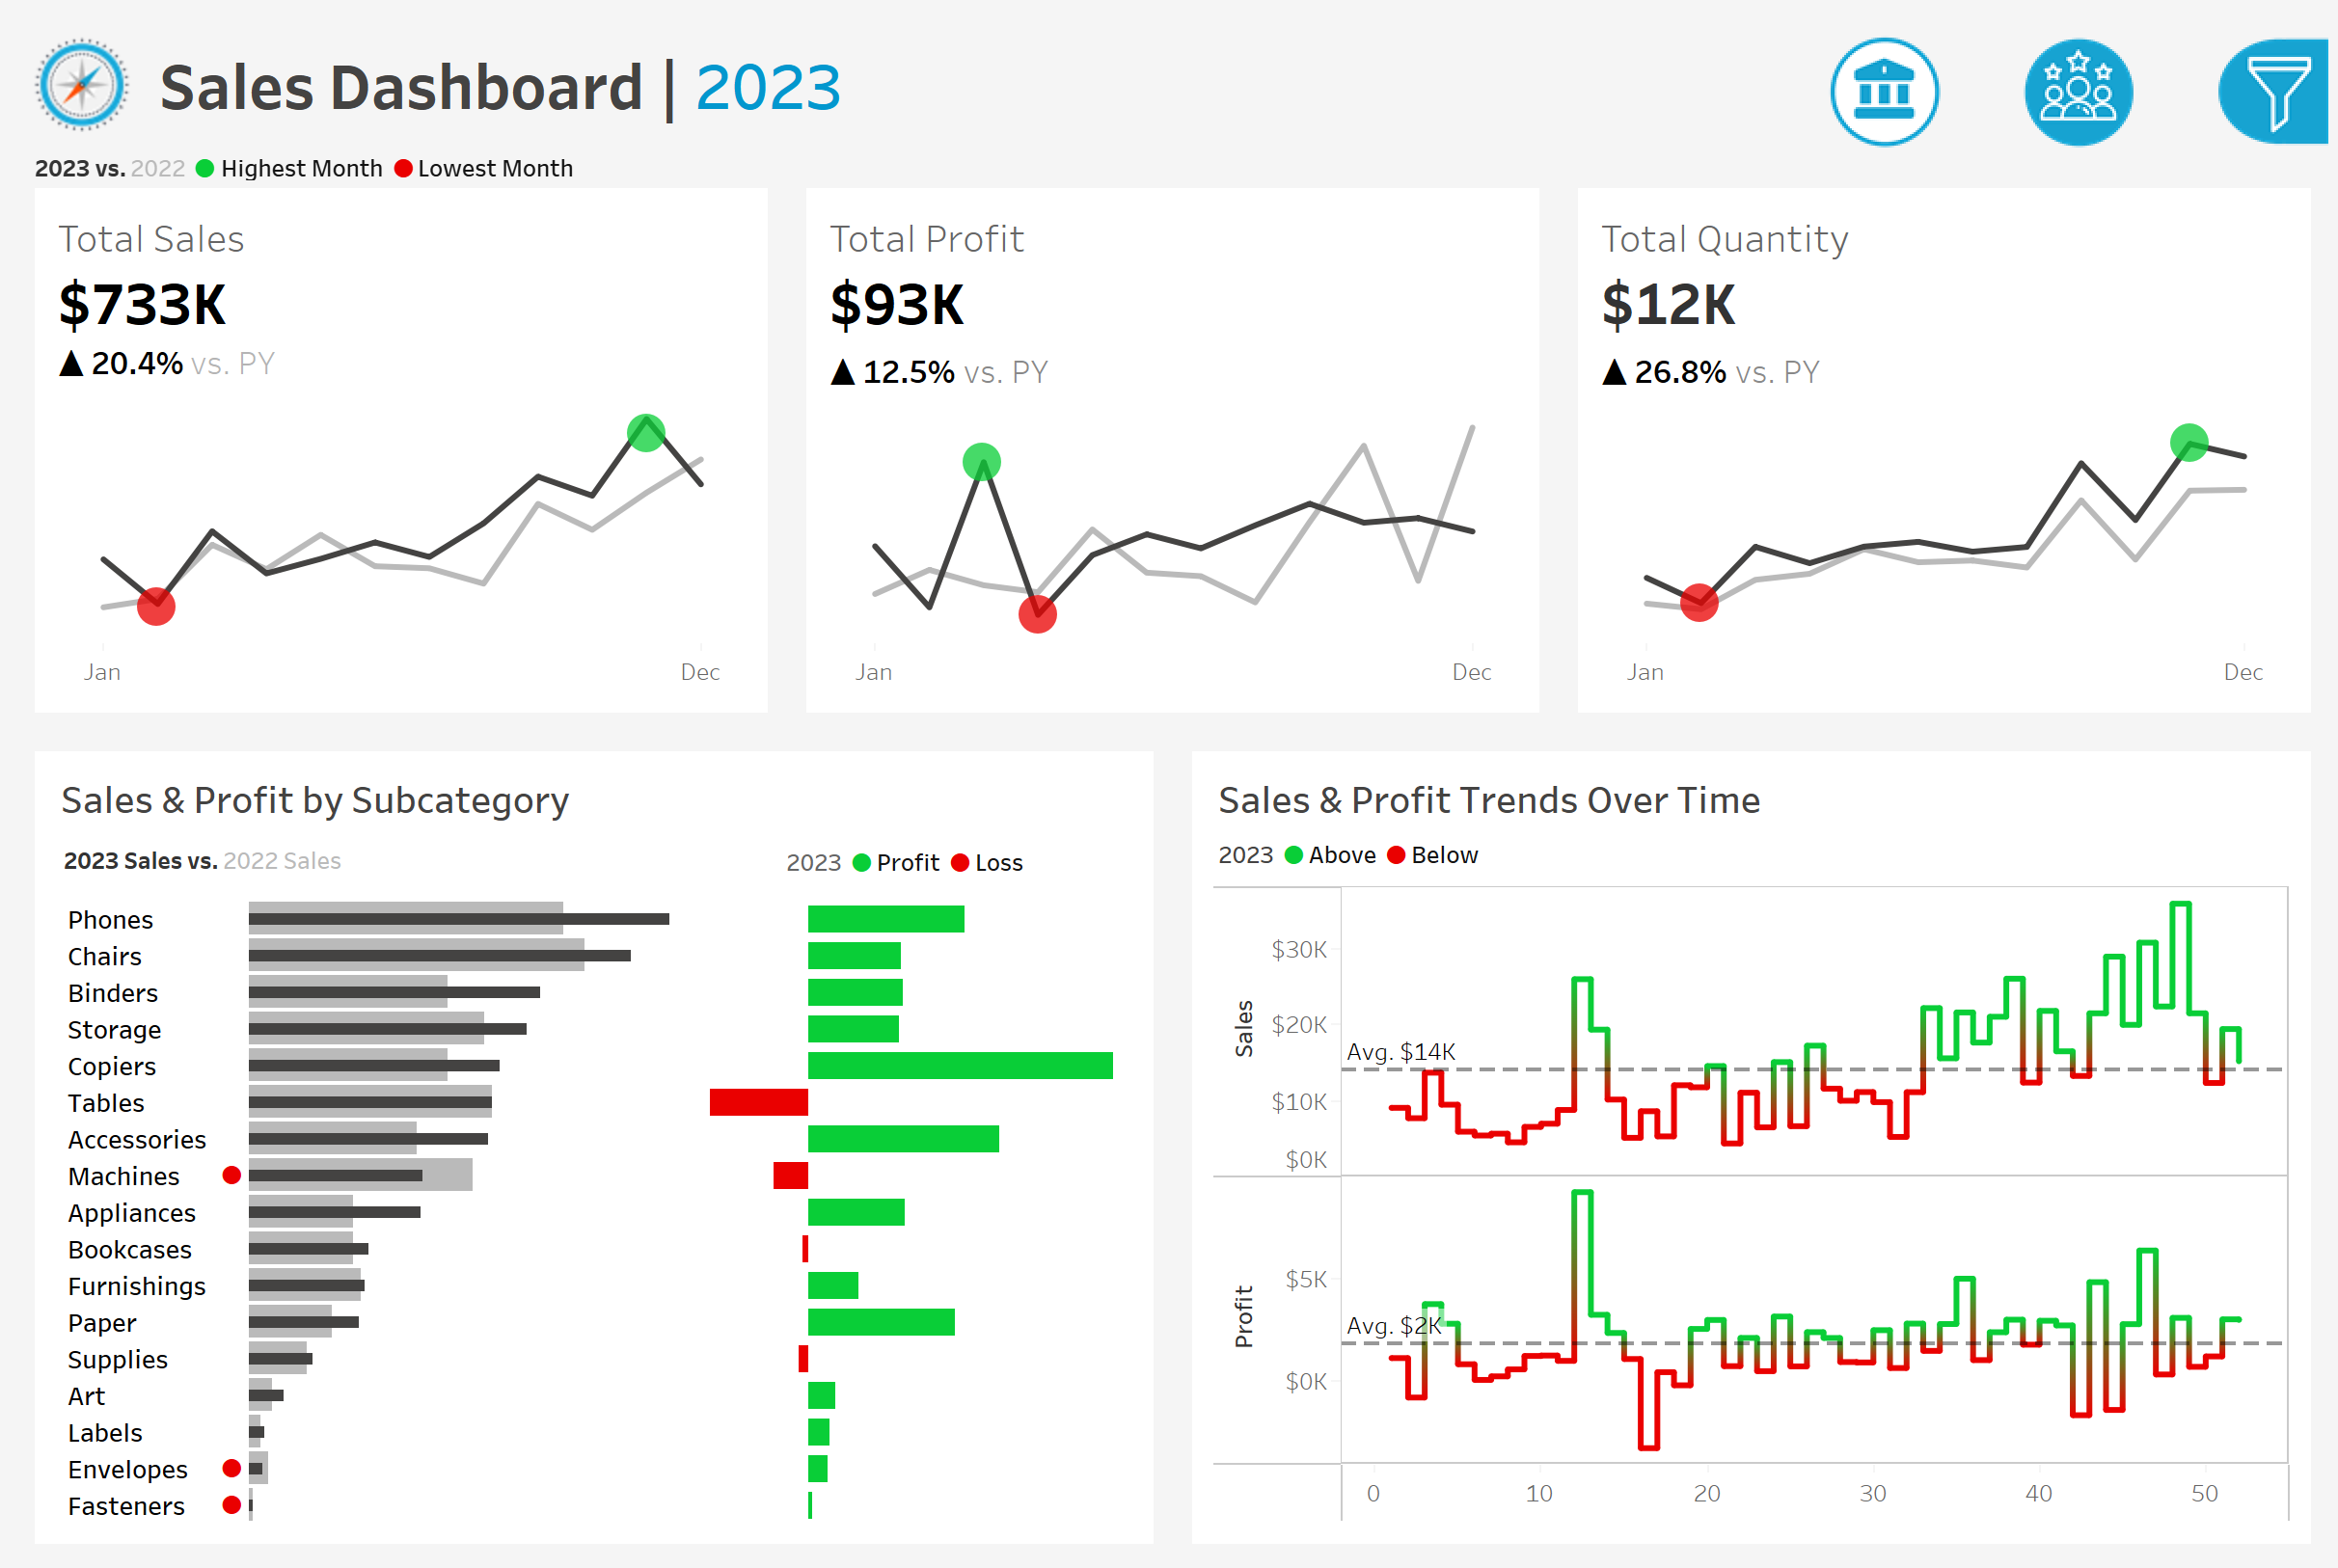 Sales Dashboard | 2023
2023 vs. 2022 Highest Month Lowest Month
Total Sales
$733K
▲ 20.4% vs. PY
Jan Dec
Total Profit
$93K
▲ 12.5% vs. PY
Jan Dec
Total Quantity
$12K
▲ 26.8% vs. PY
Jan Dec
Sales & Profit by Subcategory
2023 Sales vs. 2022 Sales
2023 Profit Loss
Phones
Chairs
Binders
Storage
Copiers
Tables
Accessories
Machines
Appliances
Bookcases
Furnishings
Paper
Supplies
Art
Labels
Envelopes
Fasteners
Sales & Profit Trends Over Time
2023 Above Below
Sales
$30K
$20K
Avg. $14K
$10K
$0K
Profit
$5K
Avg. $2K
$0K
0 10 20 30 40 50